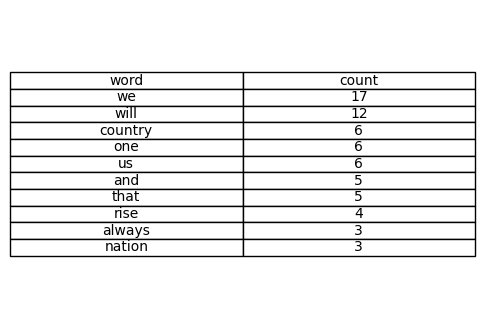 word count
we 17
will 12
country 6
one 6
us 6
and 5
that 5
rise 4
always 3
nation 3